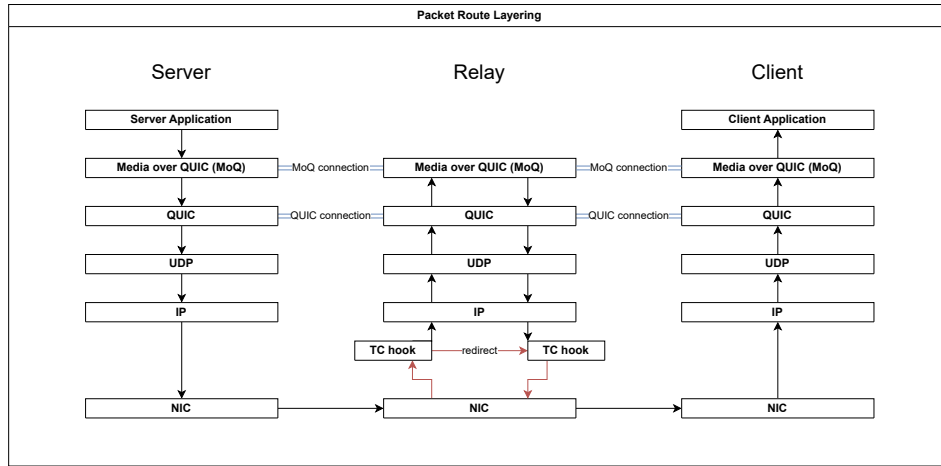 Packet Route Layering
Server Relay Client
Server Application Client Application
Media over QUIC (MoQ) MoQ connection Media over QUIC (MoQ) MoQ connection Media over QUIC (MoQ)
QUIC QUIC connection QUIC QUIC connection QUIC
UDP UDP UDP
IP IP IP
TC hook redirect TC hook
NIC NIC NIC